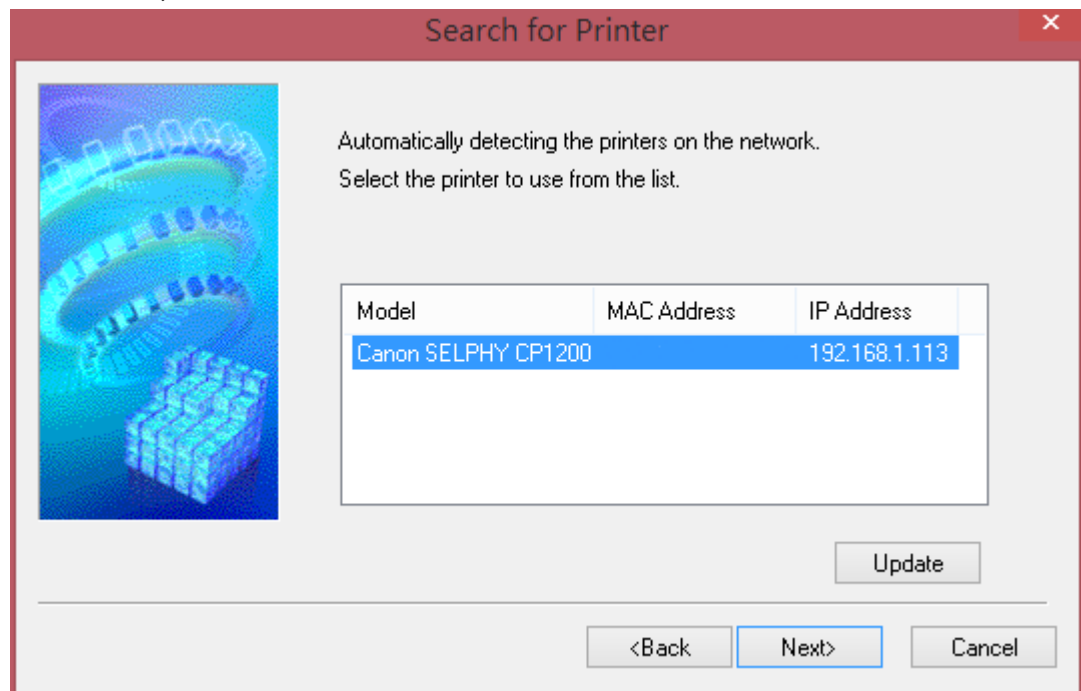 Search for Printer
Automatically detecting the printers on the network.
Select the printer to use from the list.
Model MAC Address IP Address
Canon SELPHY CP1200 192.168.1.113
Update
<Back Next> Cancel